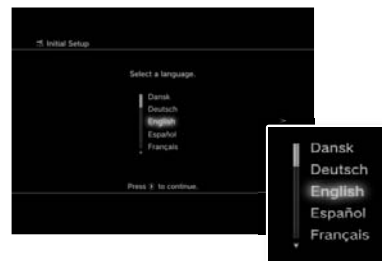 Initial Setup
Select a language.
Dansk
Deutsch
English
Español
Français
Press to continue.
Dansk
Deutsch
English
Español
Français